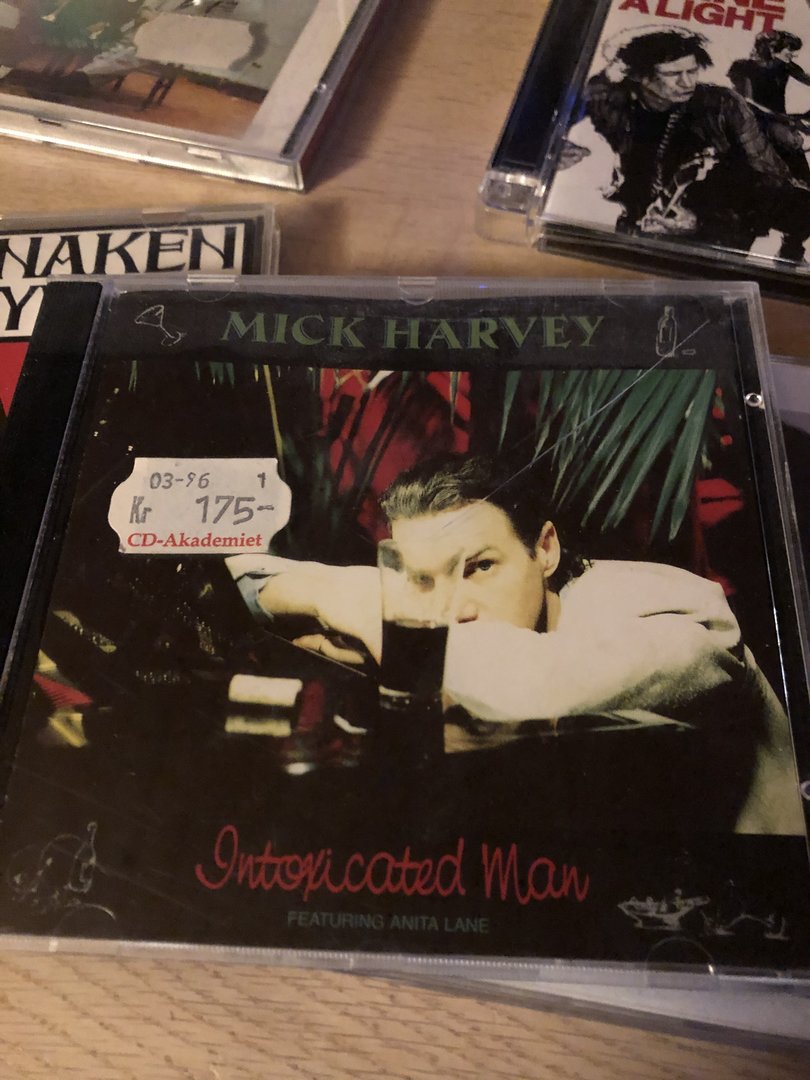 A LIGHT
NAKEN
MICK HARVEY
03-96 1
Kr 175-
CD-Akademiet
Intoxicated Man
FEATURING ANITA LANE